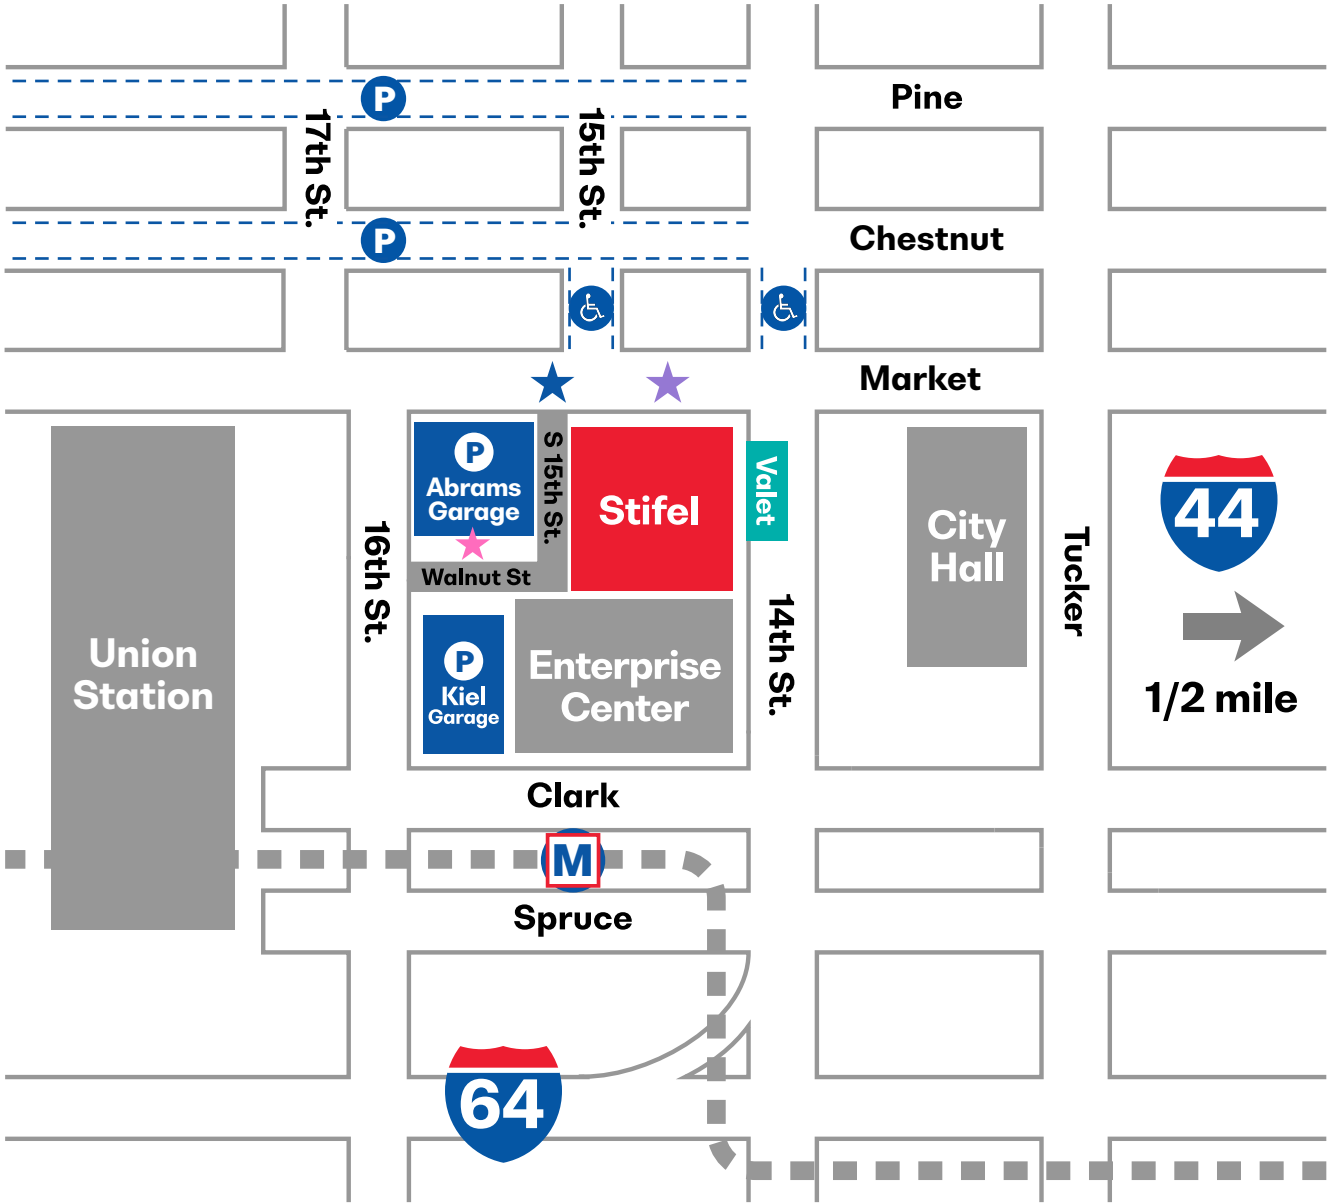 P
Pine
17th St.
15th St.
P
Chestnut
Market
P
Abrams
Garage
S 15th St.
Stifel
Valet
City
Hall
44
Walnut St
16th St.
Tucker
14th St.
Union
Station
P
Kiel
Garage
Enterprise
Center
1/2 mile
Clark
M
Spruce
64